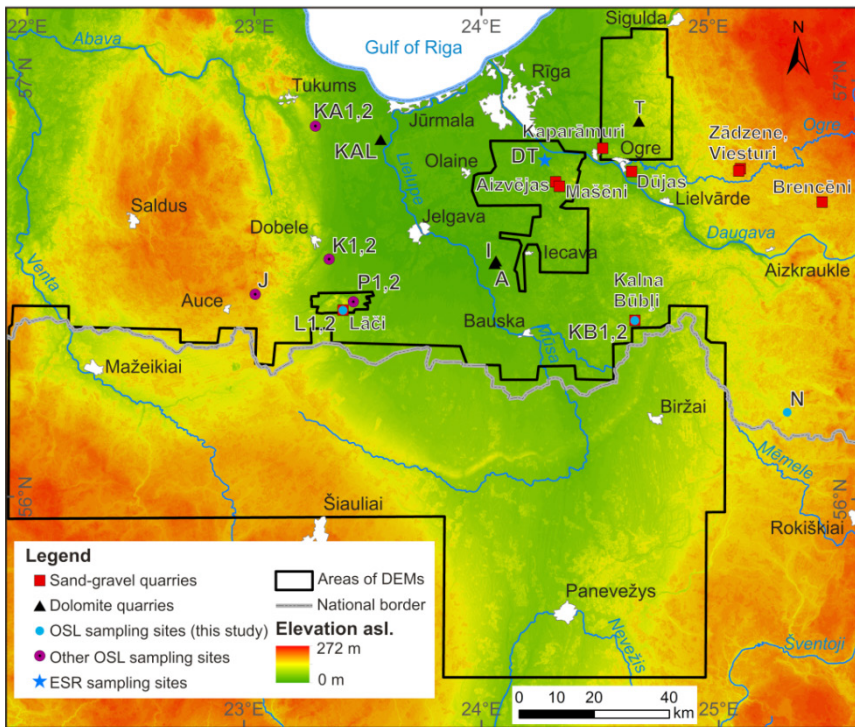 22°E
23°E
24°E
25°E
Sigulda
Abava
Gulf of Riga
N
57°N
57°N
Tukums
Rīga
KA1,2
Jūrmala
T
KAL
Kaparāmuri
Ogre
Zādzene,
Viesturi
Ogre
Lielupe
Olaine
DT
Aizvējas
Mašēni
Dūjas
Brencēni
Saldus
Lielvārde
Dobele
Jelgava
Daugava
K1,2
I
A
Iecava
Aizkraukle
Venta
J
P1,2
Kalna
Būbļi
Auce
L1,2
Lāči
Bauska
KB1,2
Mūsa
Mažeikiai
Biržai
N
Mēmele
56°N
56°N
Šiauliai
Rokiškiai
Legend
Sand-gravel quarries
Dolomite quarries
OSL sampling sites (this study)
Other OSL sampling sites
ESR sampling sites
Areas of DEMs
National border
Elevation asl.
272 m
0 m
Panevėžys
Nevėžis
Šventoji
0 10 20 40
km
23°E
24°E
25°E